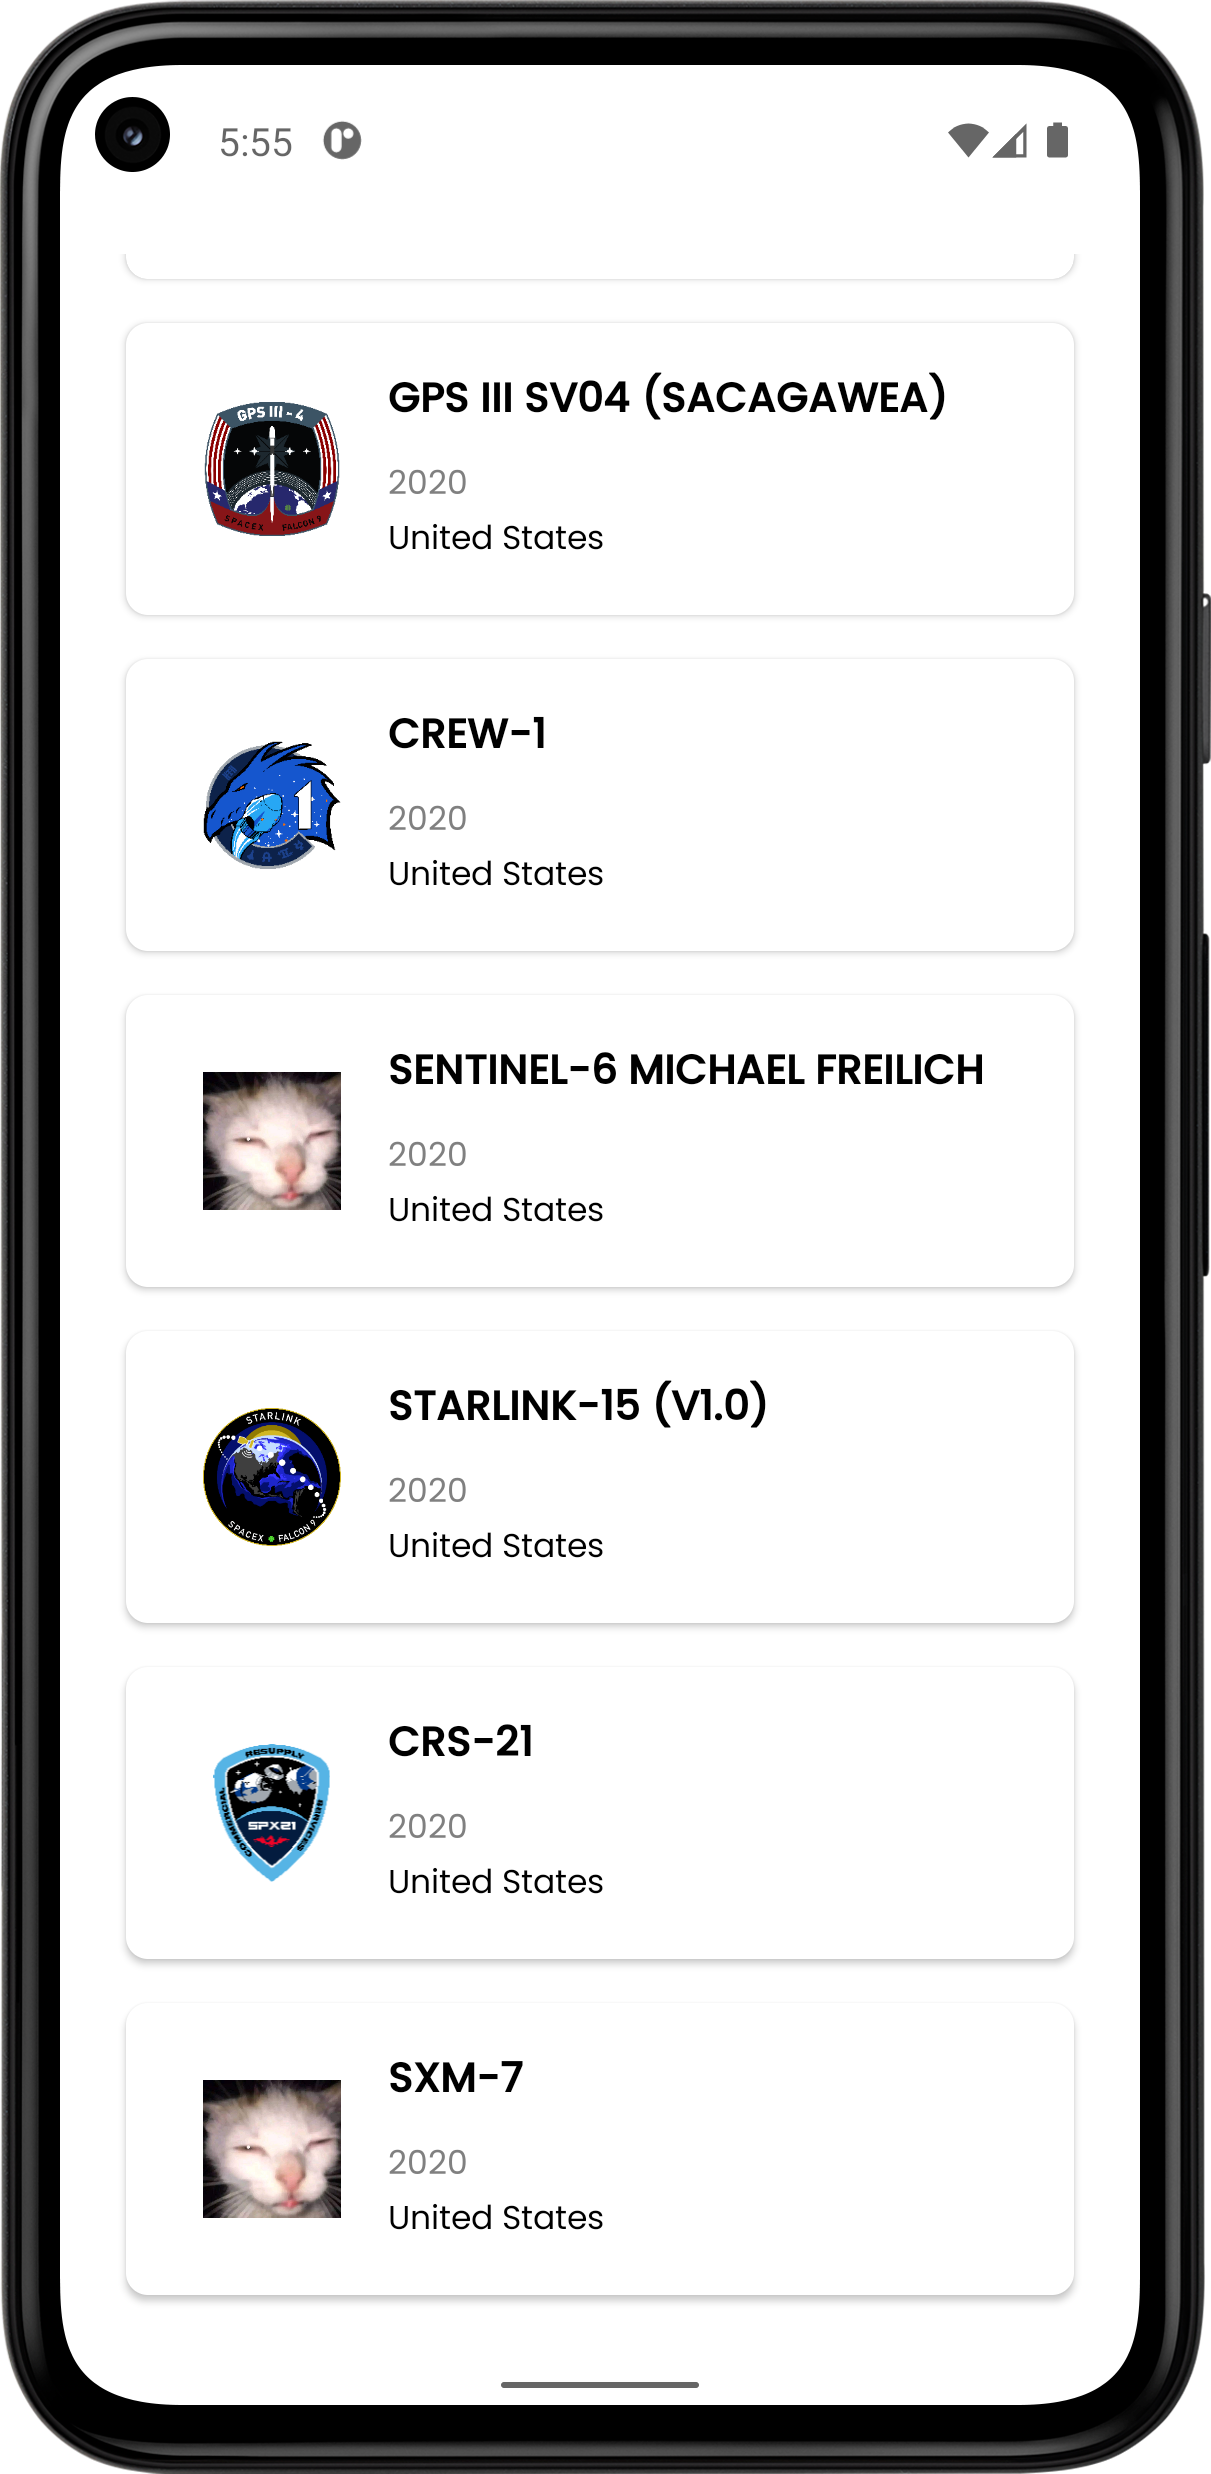 5:55
GPS III SV04 (SACAGAWEA)
GPS III - 4
2020
SPACEX FALCON 9
United States
CREW-1
1
2020
United States
SENTINEL-6 MICHAEL FREILICH
2020
United States
STARLINK-15 (V1.0)
STARLINK
2020
SPACEX FALCON 9
United States
CRS-21
RESUPPLY
COMMERCIAL
SERVICES
SPX21
2020
United States
SXM-7
2020
United States